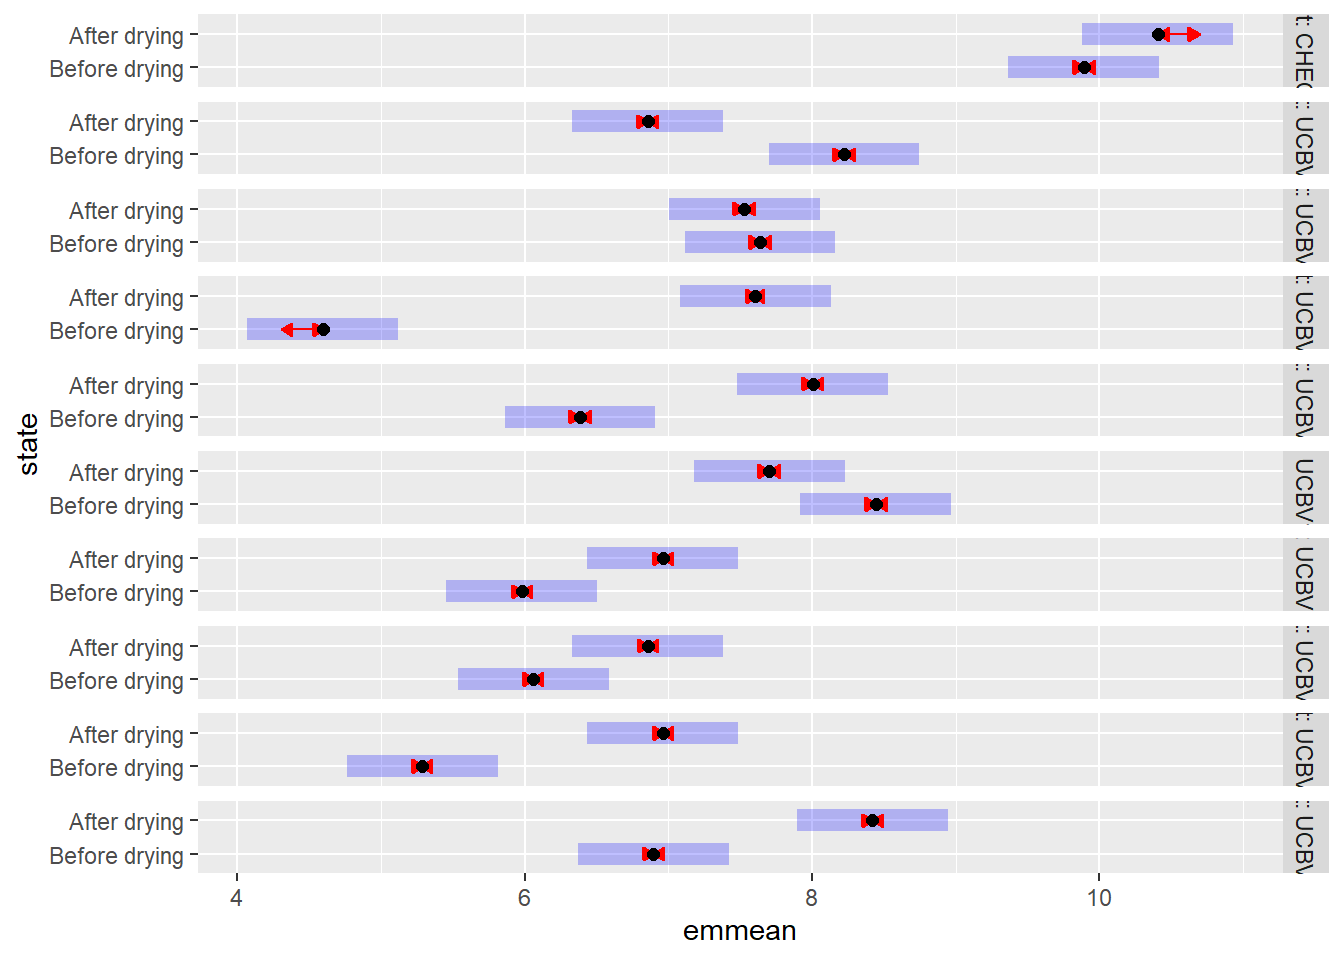 After drying
Before drying
t: CHEC
After drying
Before drying
: UCBV
After drying
Before drying
: UCBV
After drying
Before drying
t: UCBV
After drying
Before drying
: UCBV
After drying
Before drying
UCBV
After drying
Before drying
UCBV
After drying
Before drying
: UCBV
After drying
Before drying
t: UCBV
After drying
Before drying
: UCBV
state
4 6 8 10
emmean